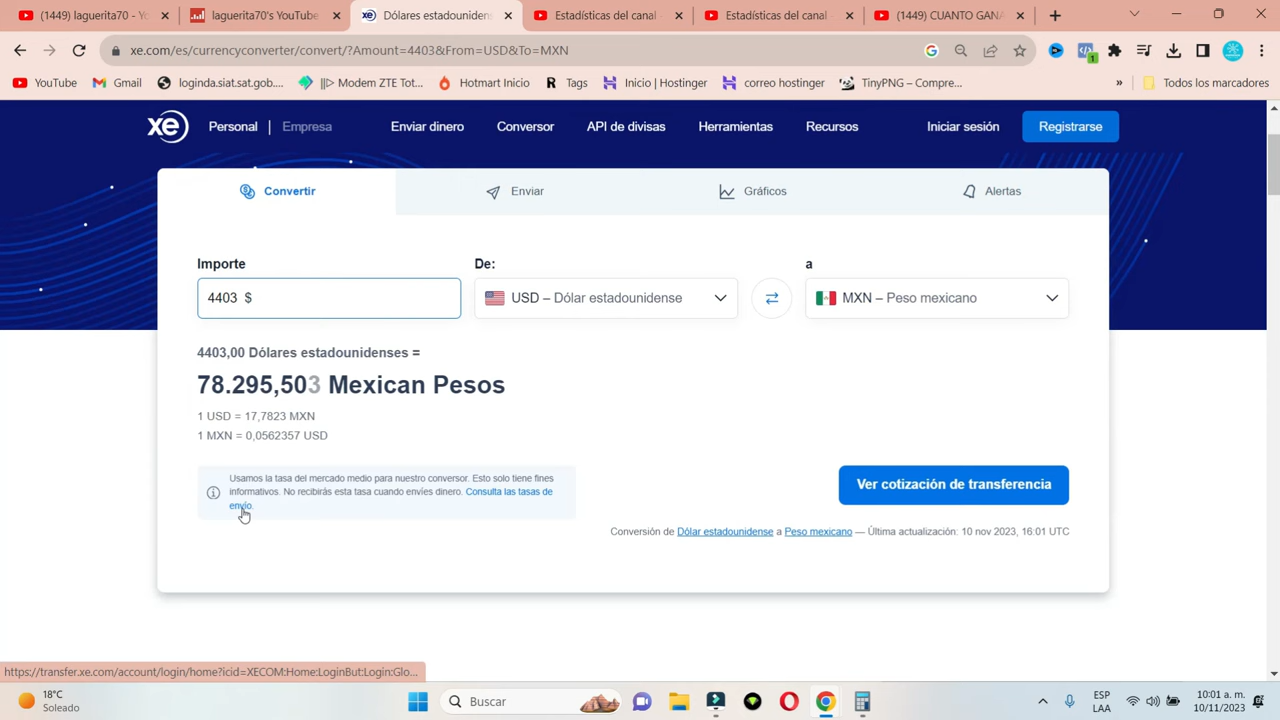 (1449) laguerita70 - Yo
laguerita70's YouTube
Dólares estadounidens
Estadísticas del canal
Estadísticas del canal
(1449) CUANTO GANA
xe.com/es/currencyconverter/convert/?Amount=4403&From=USD&To=MXN
YouTube
Gmail
loginda.siat.sat.gob....
||▷ Modem ZTE Tot...
Hotmart Inicio
Tags
Inicio | Hostinger
correo hostinger
TinyPNG – Compre...
»
Todos los marcadores
xe
Personal
Empresa
Enviar dinero
Conversor
API de divisas
Herramientas
Recursos
Iniciar sesión
Registrarse
Convertir
Enviar
Gráficos
Alertas
Importe
De:
a
4403 $
USD – Dólar estadounidense
MXN – Peso mexicano
4403,00 Dólares estadounidenses =
78.295,503 Mexican Pesos
1 USD = 17,7823 MXN
1 MXN = 0,0562357 USD
Usamos la tasa del mercado medio para nuestro conversor. Esto solo tiene fines
informativos. No recibirás esta tasa cuando envíes dinero. Consulta las tasas de
envío.
Ver cotización de transferencia
Conversión de Dólar estadounidense a Peso mexicano — Última actualización: 10 nov 2023, 16:01 UTC
https://transfer.xe.com/account/login/home?icid=XECOM:Home:LoginBut:Login:Glo...
18°C
Soleado
Buscar
ESP
LAA
10:01 a. m.
10/11/2023